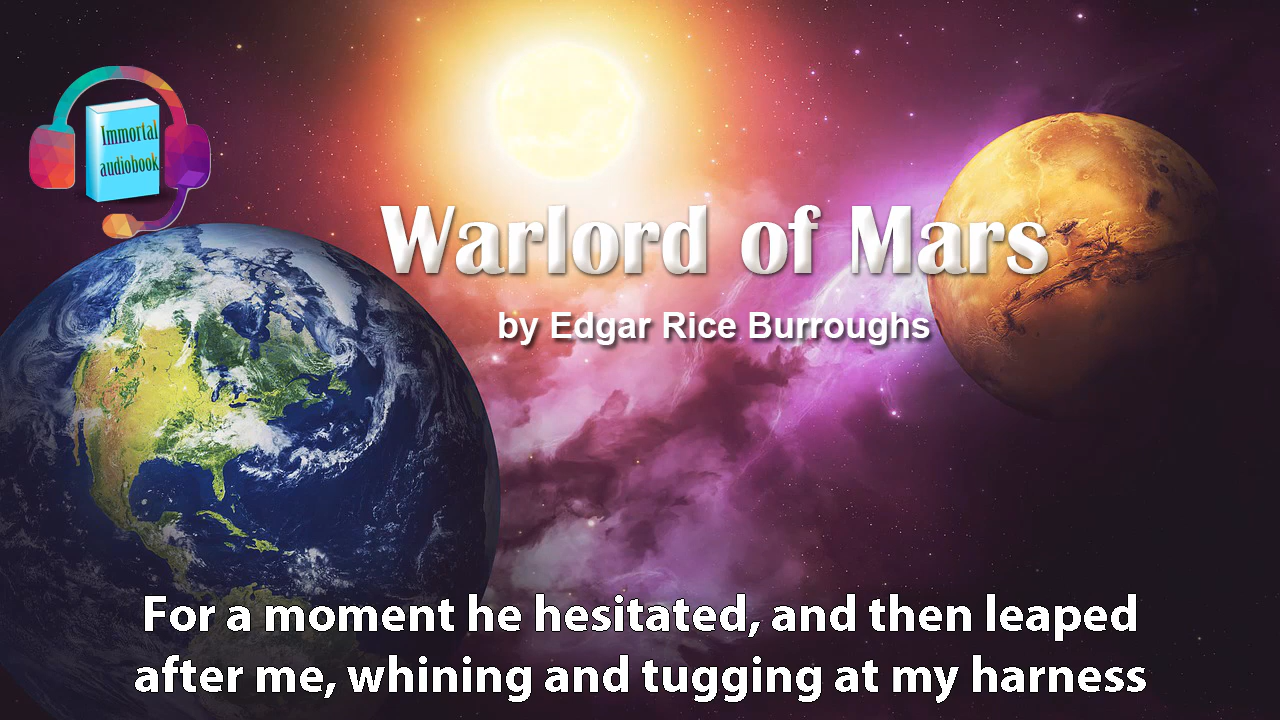 Immortal
audiobook
Warlord of Mars
by Edgar Rice Burroughs
For a moment he hesitated, and then leaped
after me, whining and tugging at my harness